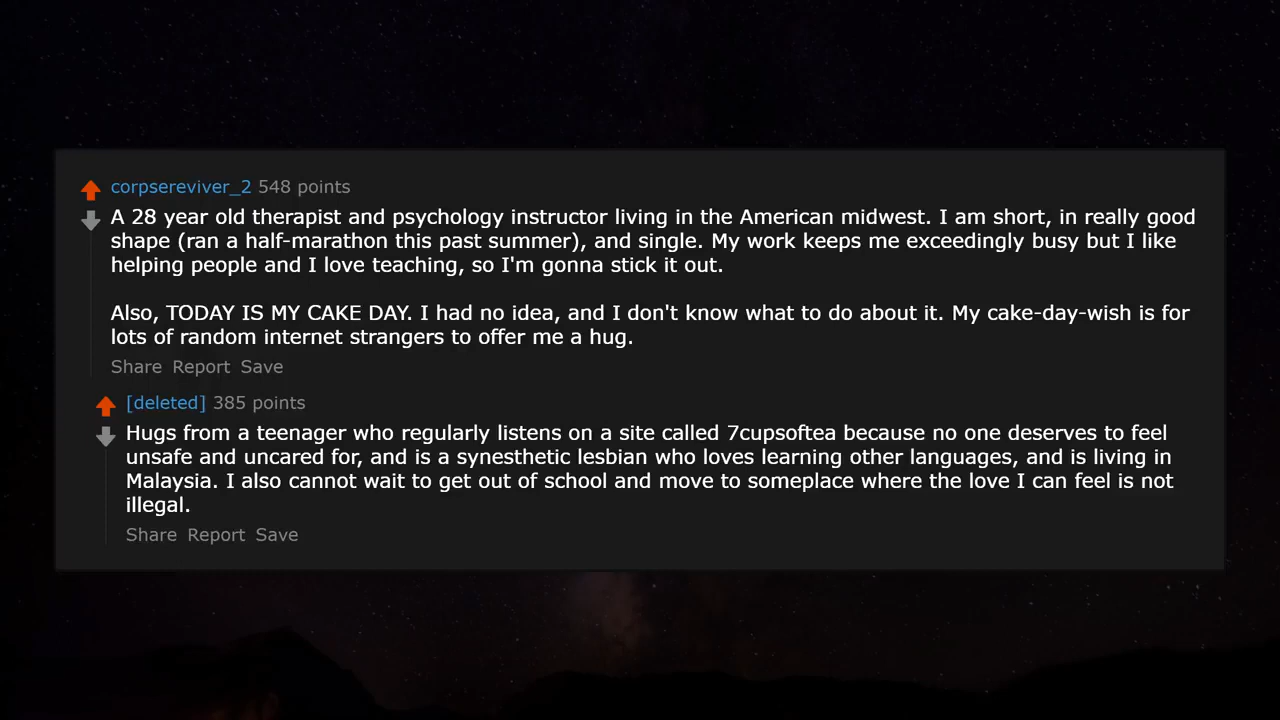 corpsereviver_2 548 points
A 28 year old therapist and psychology instructor living in the American midwest. I am short, in really good
shape (ran a half-marathon this past summer), and single. My work keeps me exceedingly busy but I like
helping people and I love teaching, so I'm gonna stick it out.
Also, TODAY IS MY CAKE DAY. I had no idea, and I don't know what to do about it. My cake-day-wish is for
lots of random internet strangers to offer me a hug.
Share Report Save
[deleted] 385 points
Hugs from a teenager who regularly listens on a site called 7cupsoftea because no one deserves to feel
unsafe and uncared for, and is a synesthetic lesbian who loves learning other languages, and is living in
Malaysia. I also cannot wait to get out of school and move to someplace where the love I can feel is not
illegal.
Share Report Save